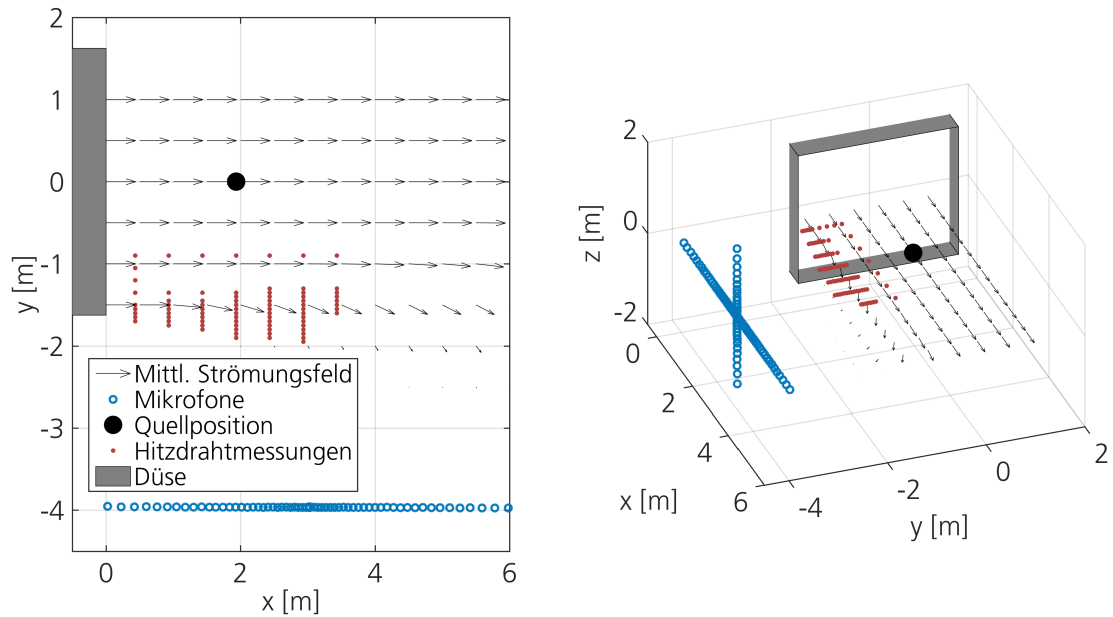 2
1
0
-1
-2
-3
-4
y [m]
0
2
4
6
x [m]
Mittl. Strömungsfeld
Mikrofone
Quellposition
Hitzdrahtmessungen
Düse
2
0
-2
z [m]
0
2
4
6
x [m]
-4
-2
0
2
y [m]